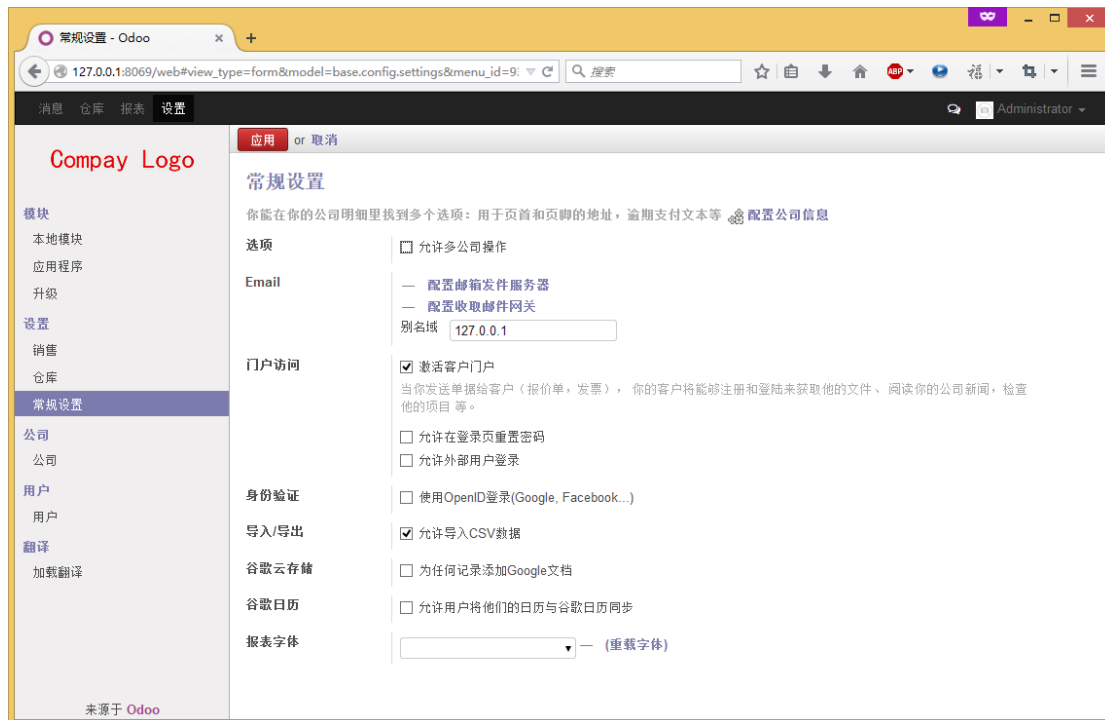 常规设置 - Odoo
127.0.0.1:8069/web#view_type=form&model=base.config.settings&menu_id=9
搜索
ABP
福
消息 仓库 报表 设置
Administrator
Compay Logo
模块
本地模块
应用程序
升级
设置
销售
仓库
常规设置
公司
公司
用户
用户
翻译
加载翻译
来源于 Odoo
应用 or 取消
常规设置
你能在你的公司明细里找到多个选项：用于页首和页脚的地址，逾期支付文本等 配置公司信息
选项
允许多公司操作
Email
— 配置邮箱发件服务器
— 配置收取邮件网关
别名域 127.0.0.1
门户访问
激活客户门户
当你发送单据给客户（报价单，发票）， 你的客户将能够注册和登陆来获取他的文件 、 阅读你的公司新闻，检查
他的项目 等。
允许在登录页重置密码
允许外部用户登录
身份验证
使用OpenID登录(Google, Facebook...)
导入/导出
允许导入CSV数据
谷歌云存储
为任何记录添加Google文档
谷歌日历
允许用户将他们的日历与谷歌日历同步
报表字体
— (重载字体)